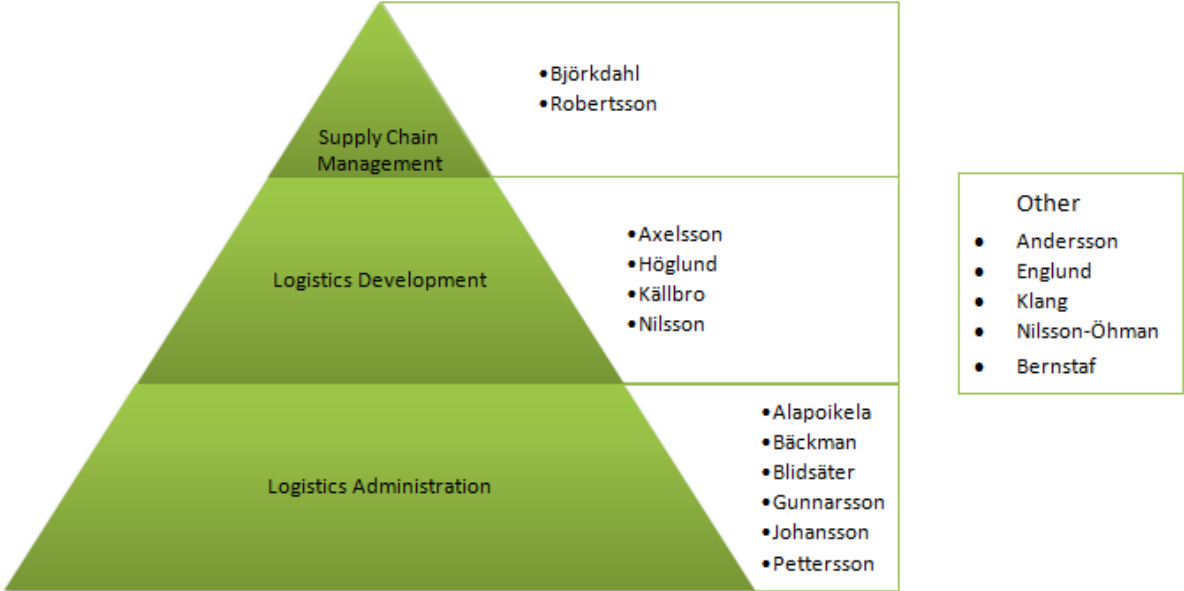 Supply Chain
Management
•Björkdahl
•Robertsson
Logistics Development
•Axelsson
•Höglund
•Källbro
•Nilsson
Logistics Administration
•Alapoikela
•Bäckman
•Blidsäter
•Gunnarsson
•Johansson
•Pettersson
Other
• Andersson
• Englund
• Klang
• Nilsson-Öhman
• Bernstaf